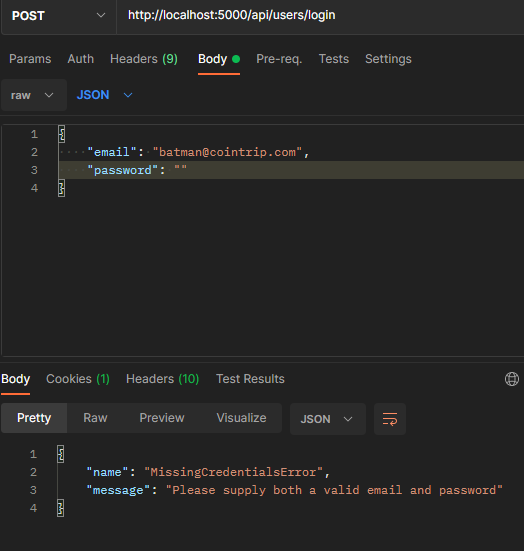 POST http://localhost:5000/api/users/login
Params Auth Headers (9) Body Pre-req. Tests Settings
raw JSON
1 {
2 "email": "batman@cointrip.com",
3 "password": ""
4 }
Body Cookies (1) Headers (10) Test Results
Pretty Raw Preview Visualize JSON
1 {
2 "name": "MissingCredentialsError",
3 "message": "Please supply both a valid email and password"
4 }